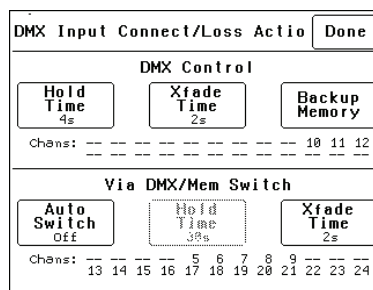 DMX Input Connect/Loss Actio Done
DMX Control
Hold Time 4s
Xfade Time 2s
Backup Memory
Chans: -- -- -- -- -- -- -- -- -- 10 11 12
-- -- -- -- -- -- -- -- -- -- -- --
Via DMX/Mem Switch
Auto Switch Off
Hold Time 30s
Xfade Time 2s
Chans: -- -- -- -- 5 6 7 8 9 -- -- --
13 14 15 16 17 18 19 20 21 22 23 24